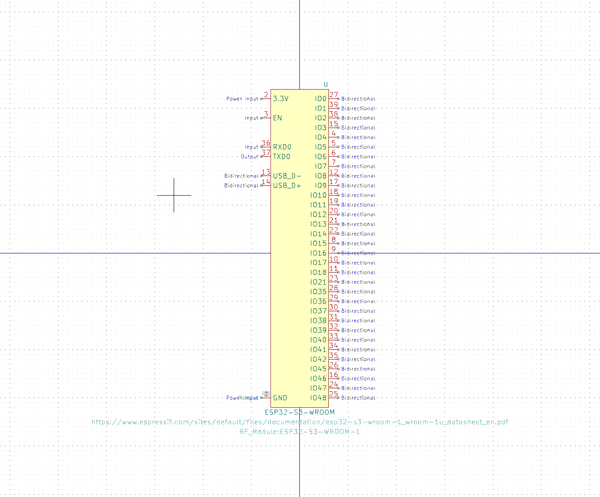 U
Power input 2 3.3V IO0 27 Bidirectional
IO1 39 Bidirectional
Input 3 EN IO2 38 Bidirectional
IO3 15 Bidirectional
IO4 4 Bidirectional
Input 36 RXD0 IO5 5 Bidirectional
Output 37 TXD0 IO6 6 Bidirectional
IO7 7 Bidirectional
Bidirectional 13 USB_D- IO8 12 Bidirectional
Bidirectional 14 USB_D+ IO9 17 Bidirectional
IO10 18 Bidirectional
IO11 19 Bidirectional
IO12 20 Bidirectional
IO13 21 Bidirectional
IO14 22 Bidirectional
IO15 8 Bidirectional
IO16 9 Bidirectional
IO17 10 Bidirectional
IO18 11 Bidirectional
IO21 23 Bidirectional
IO35 28 Bidirectional
IO36 29 Bidirectional
IO37 30 Bidirectional
IO38 31 Bidirectional
IO39 32 Bidirectional
IO40 33 Bidirectional
IO41 34 Bidirectional
IO42 35 Bidirectional
IO45 26 Bidirectional
IO46 16 Bidirectional
IO47 24 Bidirectional
GND IO48 25 Bidirectional
ESP32-S3-WROOM
https://www.espressif.com/sites/default/files/documentation/esp32-s3-wroom-1_wroom-1u_datasheet_en.pdf
RF_Module:ESP32-S3-WROOM-1